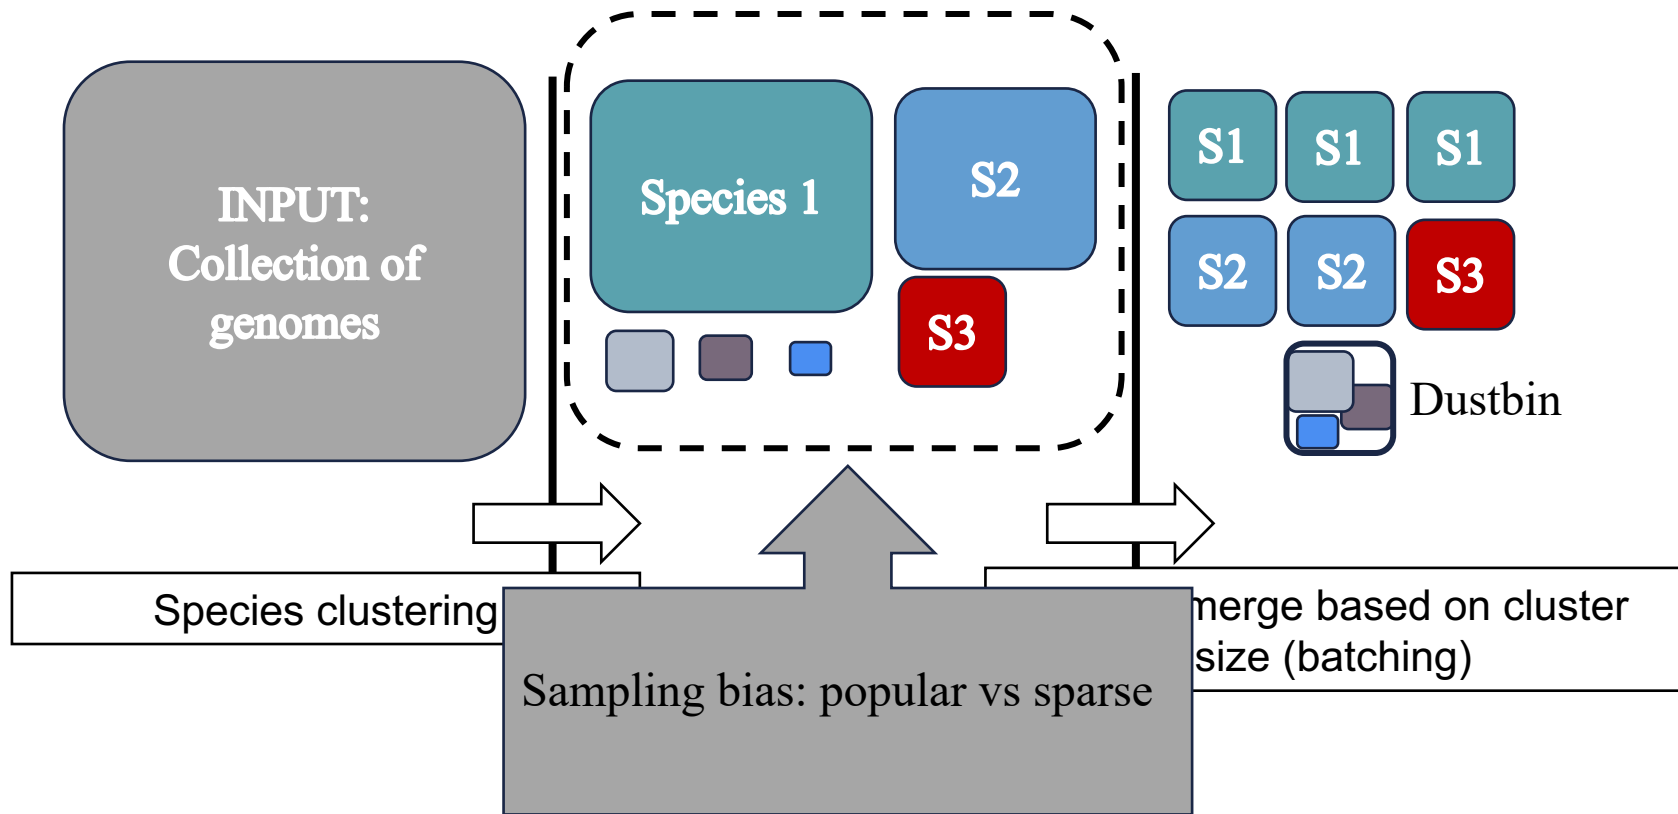 INPUT:
Collection of
genomes
Species 1
S2
S3
S1
S1
S1
S2
S2
S3
Dustbin
Species clustering
merge based on cluster
size (batching)
Sampling bias: popular vs sparse